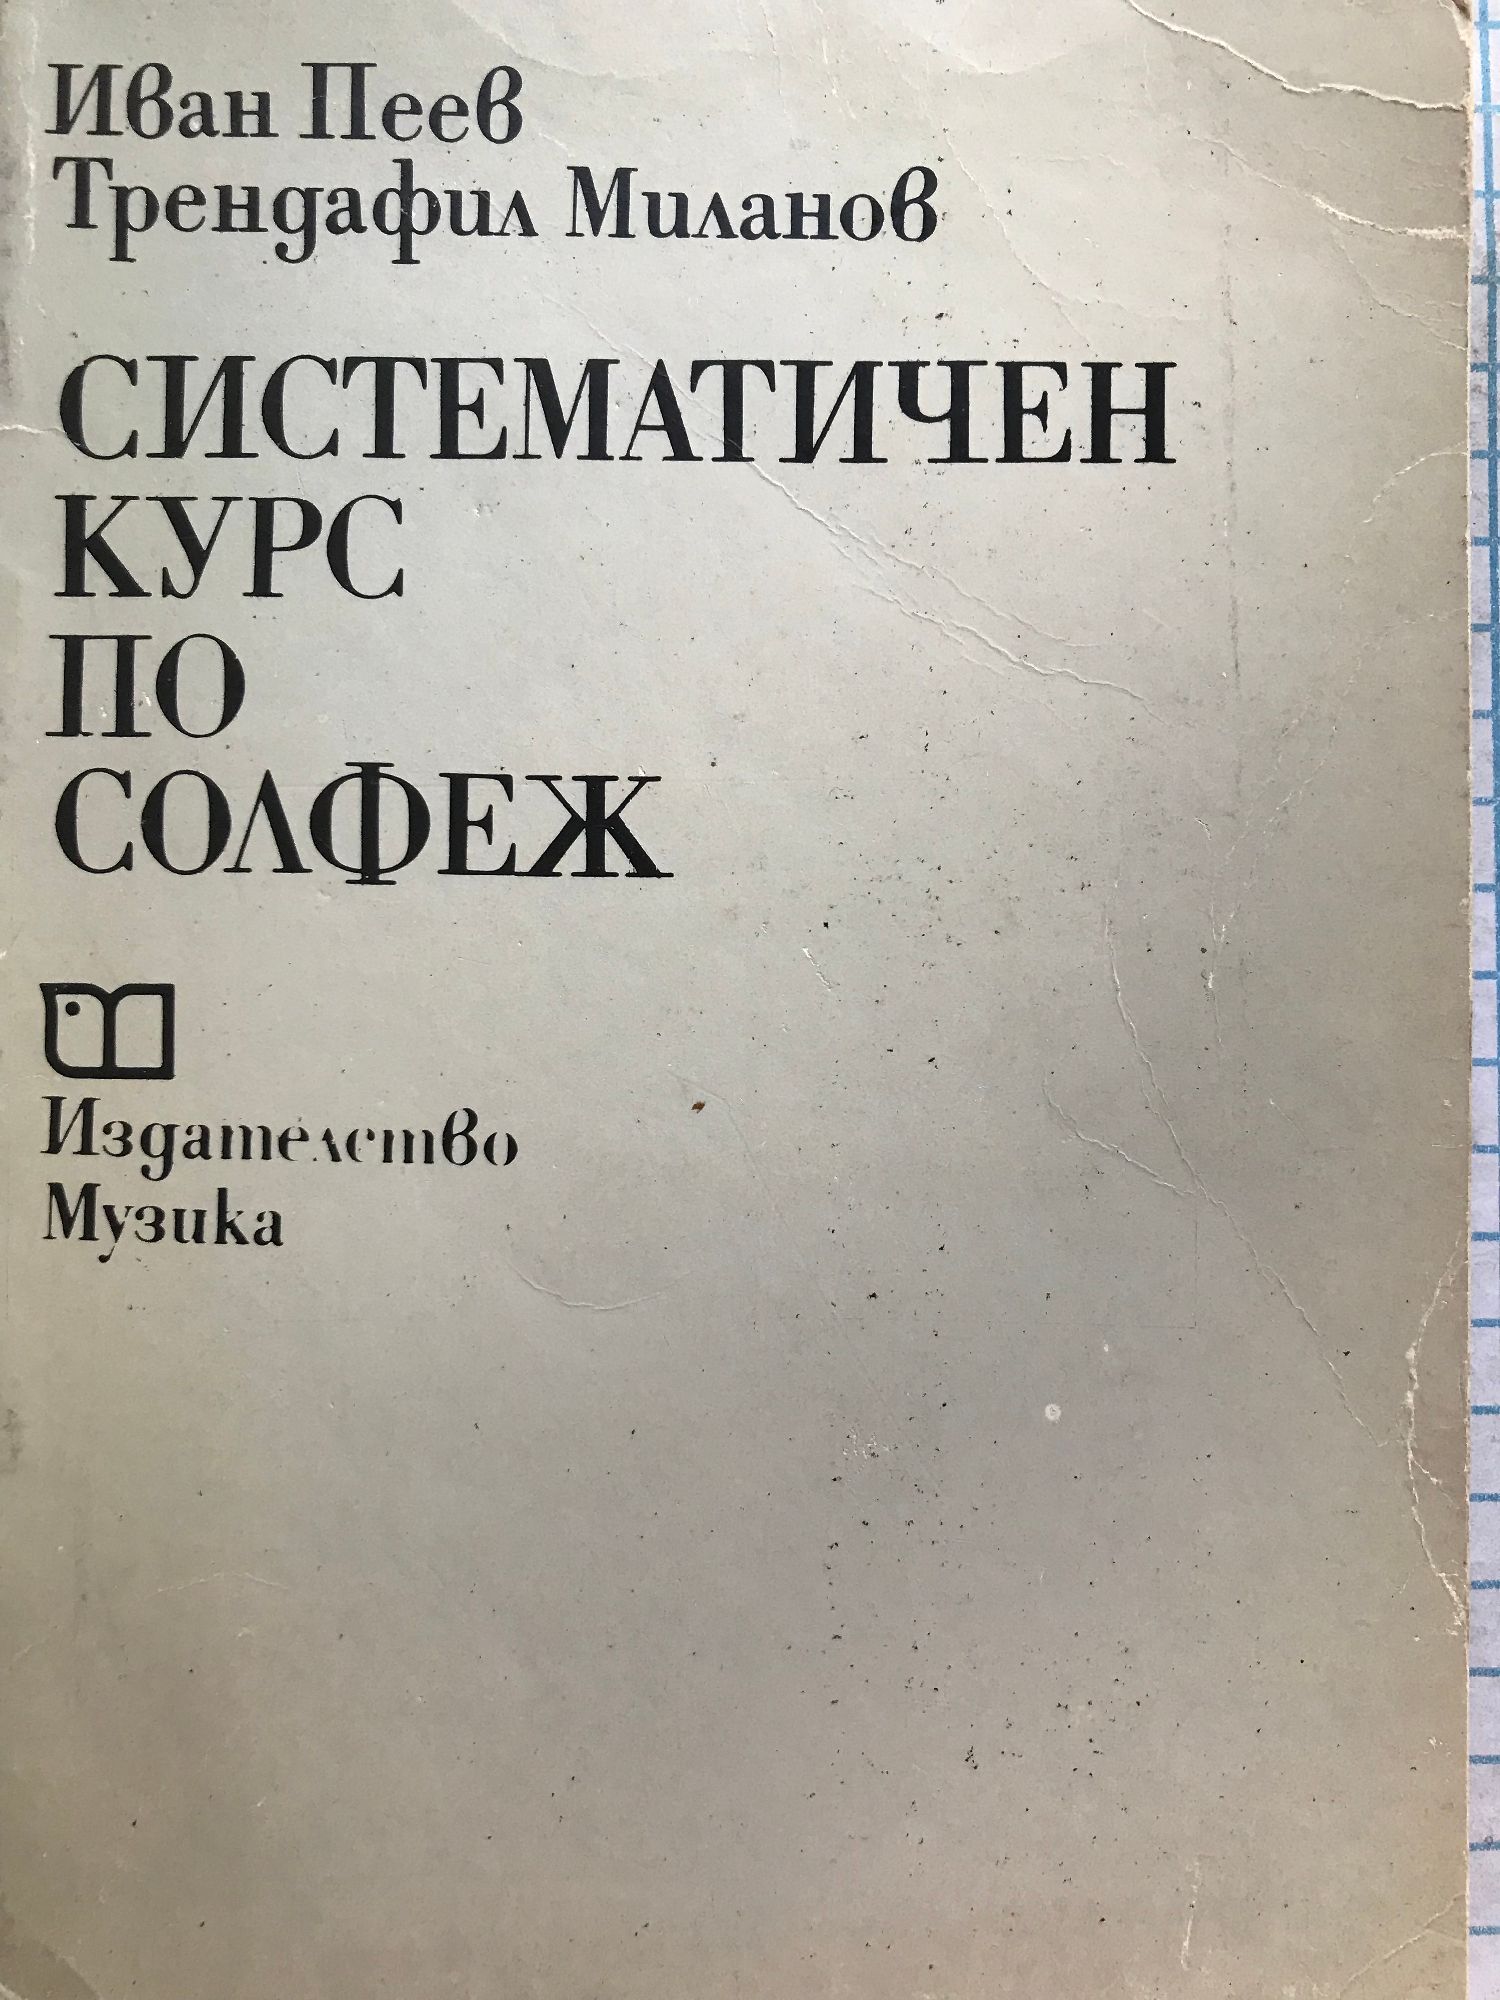 Иван Пеев
Трендафил Миланов
СИСТЕМАТИЧЕН
КУРС
ПО
СОЛФЕЖ
Издателство
Музика